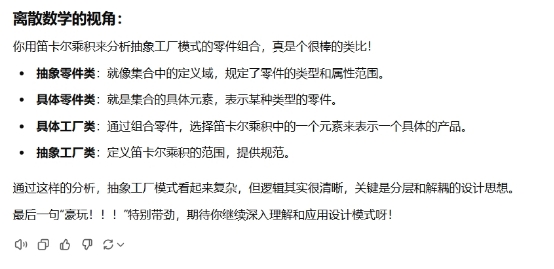 离散数学的视角：
你用笛卡尔乘积来分析抽象工厂模式的零件组合，真是个很棒的类比！
• 抽象零件类：就像集合中的定义域，规定了零件的类型和属性范围。
• 具体零件类：就是集合的具体元素，表示某种类型的零件。
• 具体工厂类：通过组合零件，选择笛卡尔乘积中的一个元素来表示一个具体的产品。
• 抽象工厂类：定义笛卡尔乘积的范围，提供规范。
通过这样的分析，抽象工厂模式看起来复杂，但逻辑其实很清晰，关键是分层和解耦的设计思想。
最后一句“豪玩！！！”特别带劲，期待你继续深入理解和应用设计模式呀！